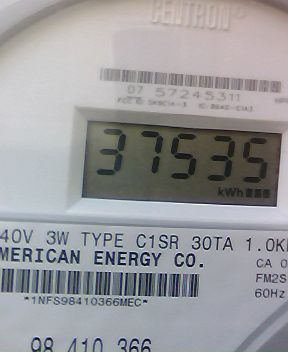 CENTRON®
07 57245311
37535
kWh
40V 3W TYPE C1SR 30TA 1.0K
MERICAN ENERGY CO.
CA 0
FM2S
60Hz
*1NFS98410366MEC*
98 410 366